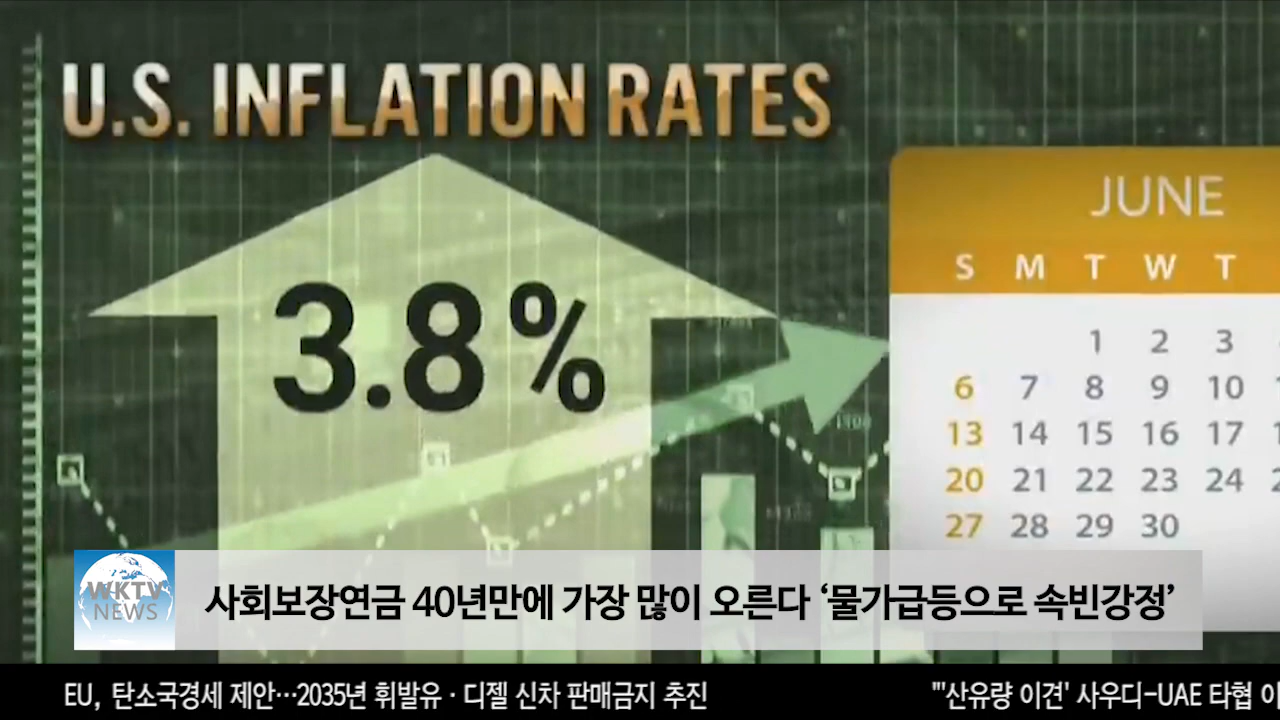 U.S. INFLATION RATES
3.8%
JUNE
S M T W T
1 2 3
6 7 8 9 10
13 14 15 16 17
20 21 22 23 24
27 28 29 30
WKTV
NEWS
사회보장연금 40년만에 가장 많이 오른다 ‘물가급등으로 속빈강정’
EU, 탄소국경세 제안…2035년 휘발유·디젤 신차 판매금지 추진
"'산유량 이견' 사우디-UAE 타협 이